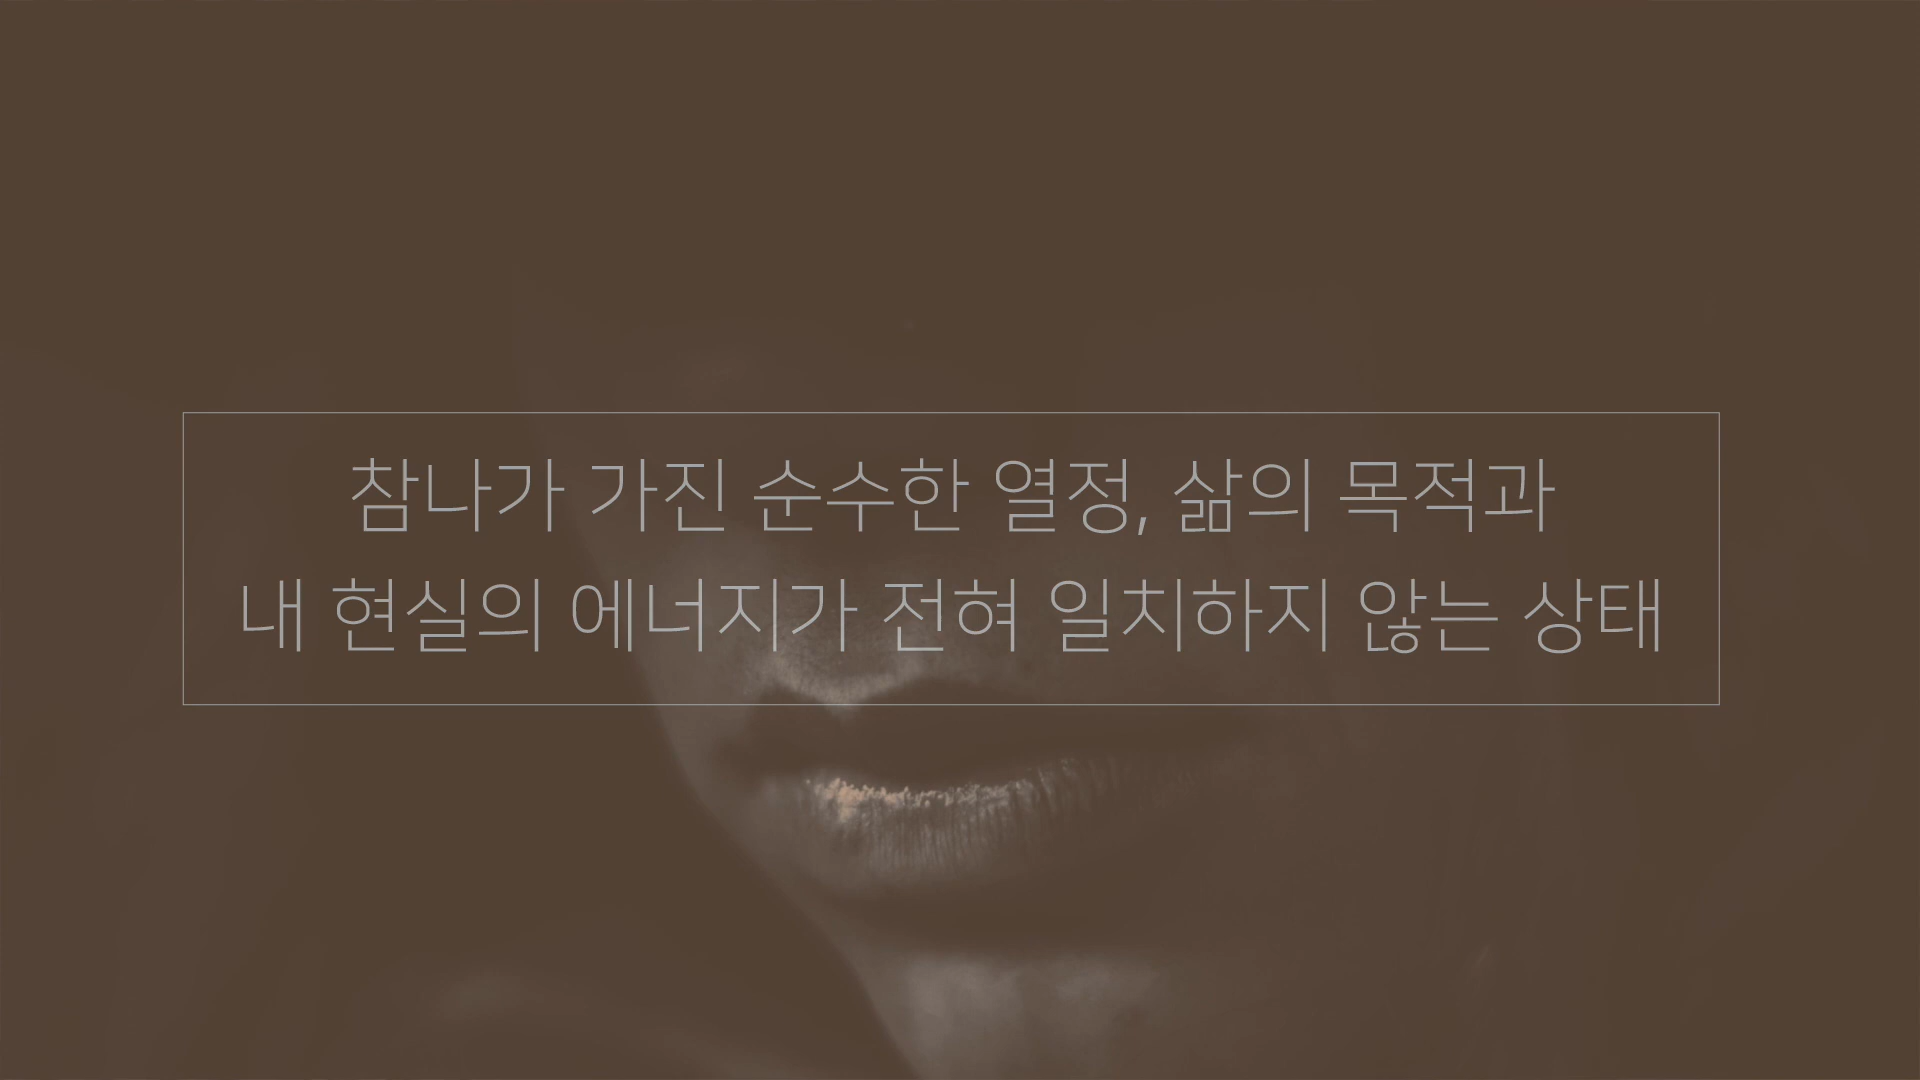 참나가 가진 순수한 열정, 삶의 목적과
내 현실의 에너지가 전혀 일치하지 않는 상태